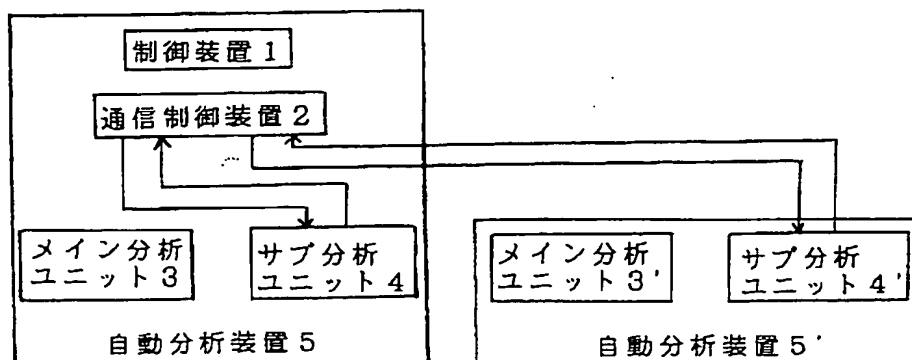 制御装置1
通信制御装置2
メイン分析
ユニット3
サブ分析
ユニット4
自動分析装置5
メイン分析
ユニット3'
サブ分析
ユニット4'
自動分析装置5'